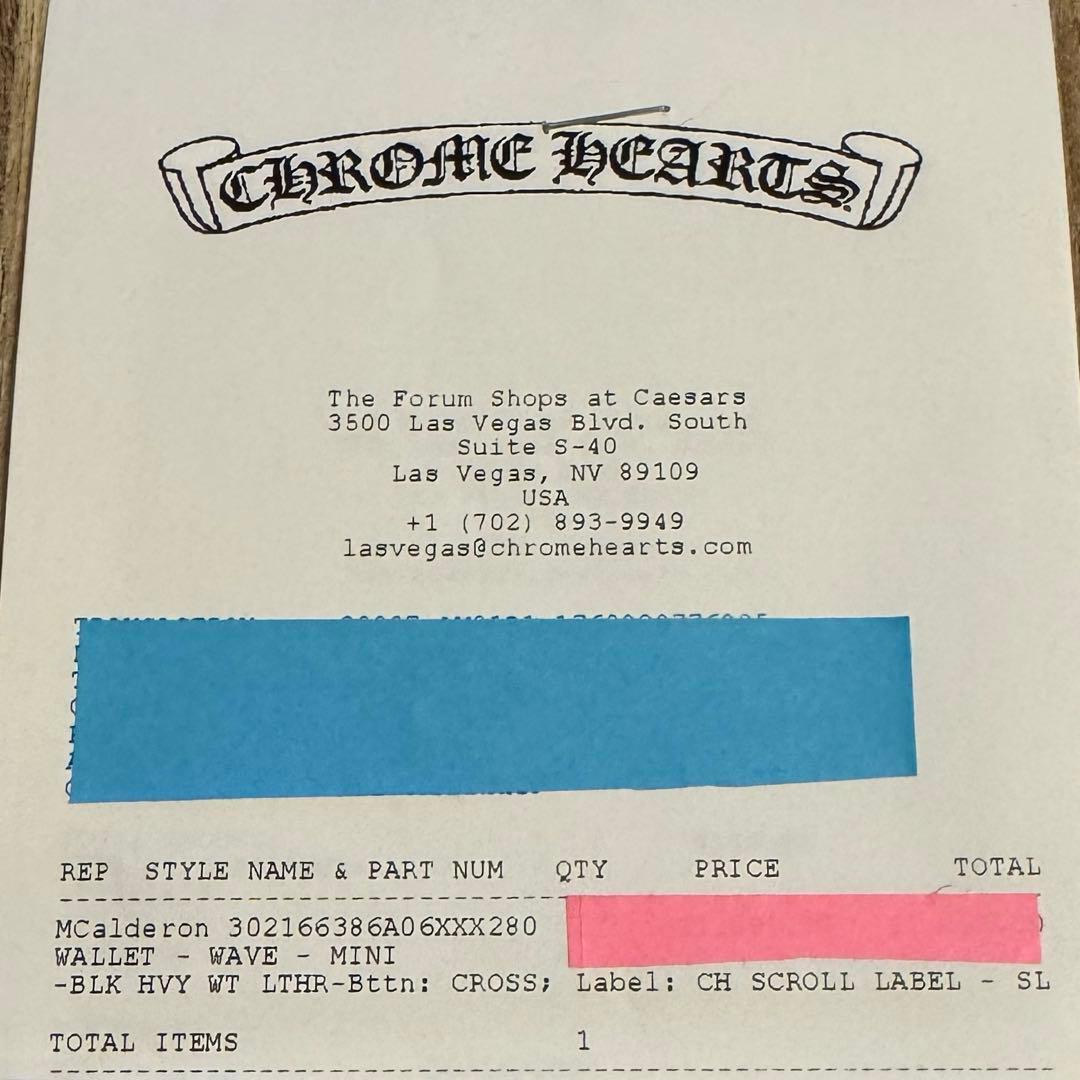 CHROME HEARTS
The Forum Shops at Caesars
3500 Las Vegas Blvd. South
Suite S-40
Las Vegas, NV 89109
USA
+1 (702) 893-9949
lasvegas@chromehearts.com
REP STYLE NAME & PART NUM QTY PRICE TOTAL
MCalderon 302166386A06XXX280
WALLET - WAVE - MINI
-BLK HVY WT LTHR-Bttn: CROSS; Label: CH SCROLL LABEL - SL
TOTAL ITEMS 1